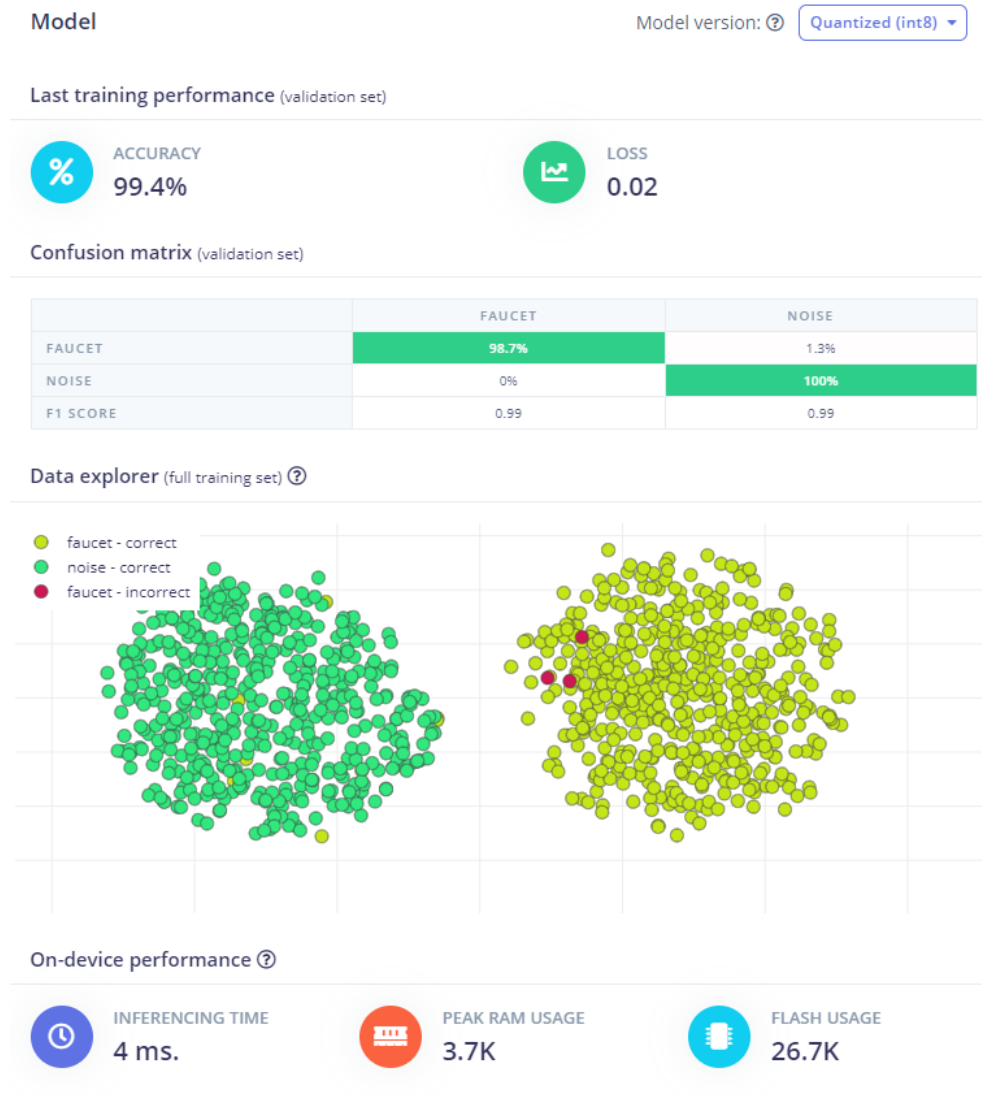 Model
Model version: Quantized (int8)
Last training performance (validation set)
ACCURACY
99.4%
LOSS
0.02
Confusion matrix (validation set)
FAUCET NOISE
FAUCET 98.7% 1.3%
NOISE 0% 100%
F1 SCORE 0.99 0.99
Data explorer (full training set)
faucet - correct
noise - correct
faucet - incorrect
On-device performance
INFERENCING TIME
4 ms.
PEAK RAM USAGE
3.7K
FLASH USAGE
26.7K